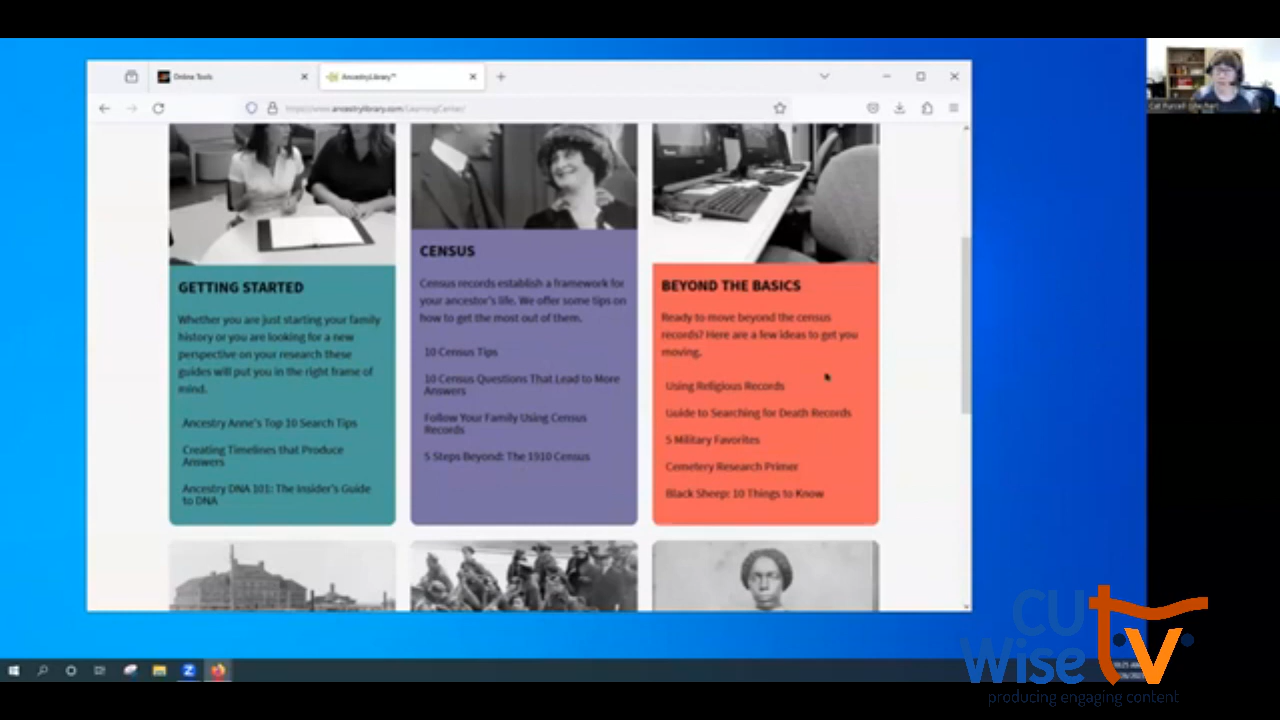 Online Tools
AncestryLibrary™
https://www.ancestrylibrary.com/LearningCenter/
GETTING STARTED
Whether you are just starting your family
history or you are looking for a new
perspective on your research these
guides will put you in the right frame of
mind.
Ancestry Anne's Top 10 Search Tips
Creating Timelines that Produce
Answers
Ancestry DNA 101: The Insider's Guide
to DNA
CENSUS
Census records establish a framework for
your ancestor's life. We offer some tips on
how to get the most out of them.
10 Census Tips
10 Census Questions That Lead to More
Answers
Follow Your Family Using Census
Records
5 Steps Beyond: The 1910 Census
BEYOND THE BASICS
Ready to move beyond the census
records? Here are a few ideas to get you
moving.
Using Religious Records
Guide to Searching for Death Records
5 Military Favorites
Cemetery Research Primer
Black Sheep: 10 Things to Know
Cat Purcell
CU
Wise tv
producing engaging content